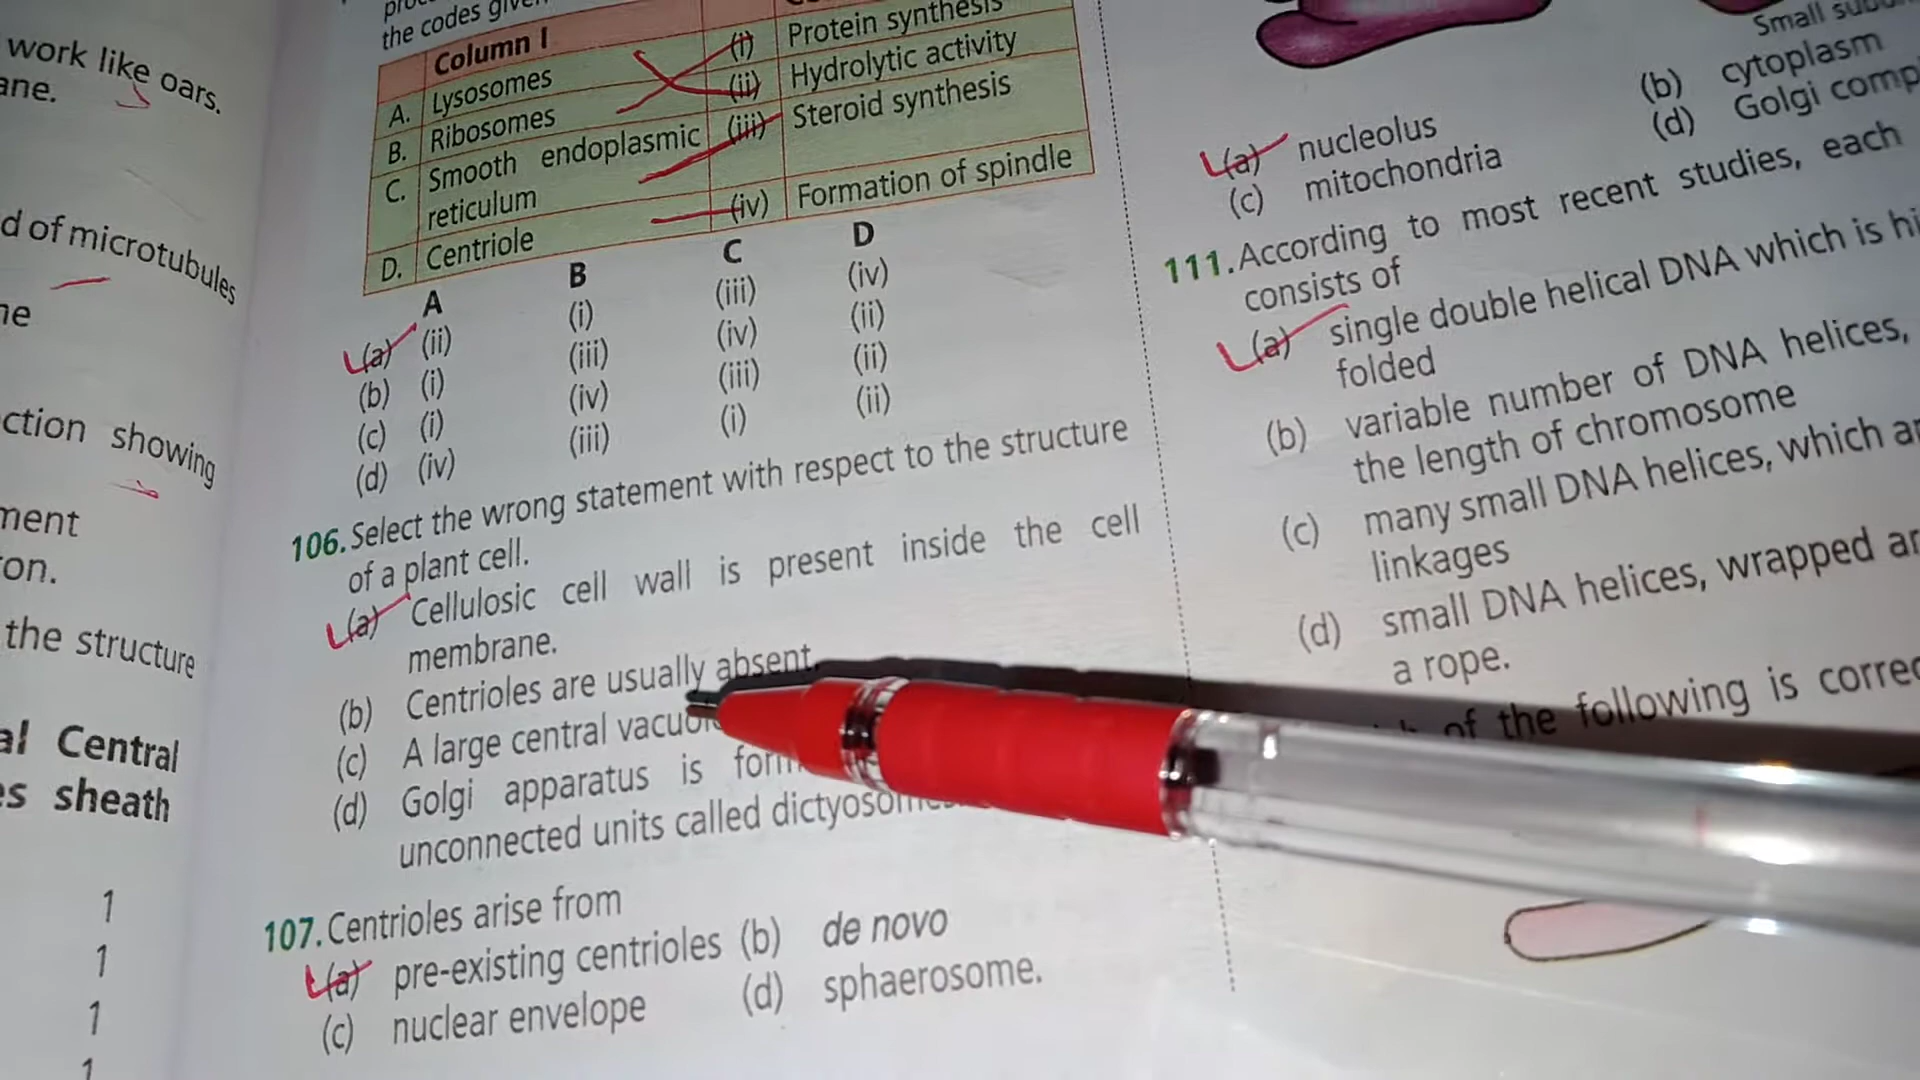 work like oars.
ane.
d of microtubules
ne
ction showing
ment
on.
the structure
al Central
es sheath
1
1
1
1
the codes given
Column I
A. Lysosomes (i) Protein synthesis
B. Ribosomes (ii) Hydrolytic activity
C. Smooth endoplasmic (iii) Steroid synthesis
reticulum
D. Centriole (iv) Formation of spindle
A B C D
(a) (ii) (i) (iii) (iv)
(b) (i) (iii) (iv) (ii)
(c) (i) (iv) (iii) (ii)
(d) (iv) (iii) (i) (ii)
106. Select the wrong statement with respect to the structure
of a plant cell.
(a) Cellulosic cell wall is present inside the cell
membrane.
(b) Centrioles are usually absent.
(c) A large central
(d) Golgi apparatus is
unconnected units called
107. Centrioles arise from
(a) pre-existing centrioles (b) de novo
(c) nuclear envelope (d) sphaerosome.
Small
(a) nucleolus (b) cytoplasm
(c) mitochondria (d) Golgi
111. According to most recent studies, each
consists of
(a) single double helical DNA which is
folded
(b) variable number of DNA helices,
the length of chromosome
(c) many small DNA helices, which
linkages
(d) small DNA helices, wrapped
a rope.
of the following is